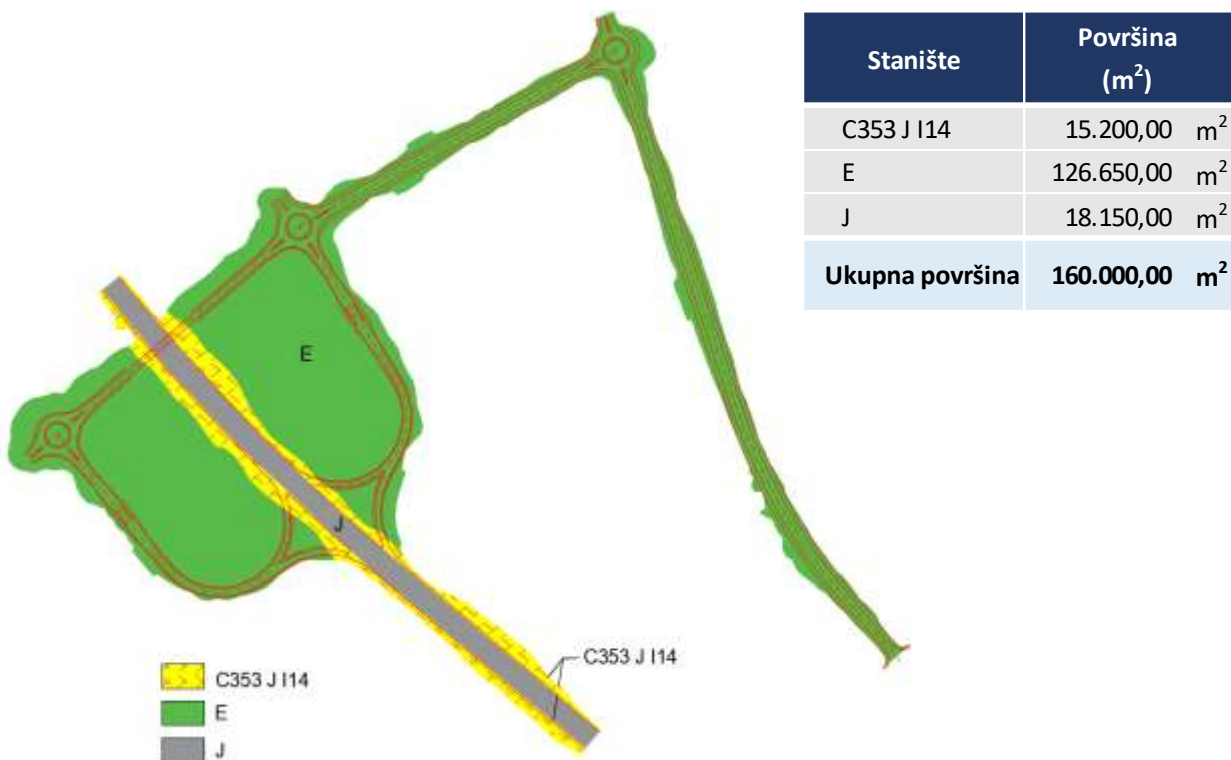 Stanište Površina (m²)
C353 J I14 15.200,00 m²
E 126.650,00 m²
J 18.150,00 m²
Ukupna površina 160.000,00 m²
E
J
C353 J I14
C353 J I14
E
J